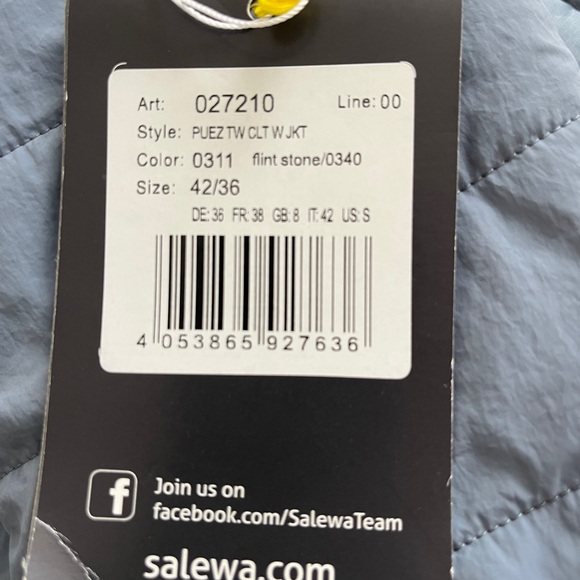 Art: 027210 Line: 00
Style: PUEZ TW CLT W JKT
Color: 0311 flint stone/0340
Size: 42/36
DE: 36 FR: 38 GB: 8 IT: 42 US: S
4 053865 927636
f Join us on
facebook.com/SalewaTeam
salewa.com